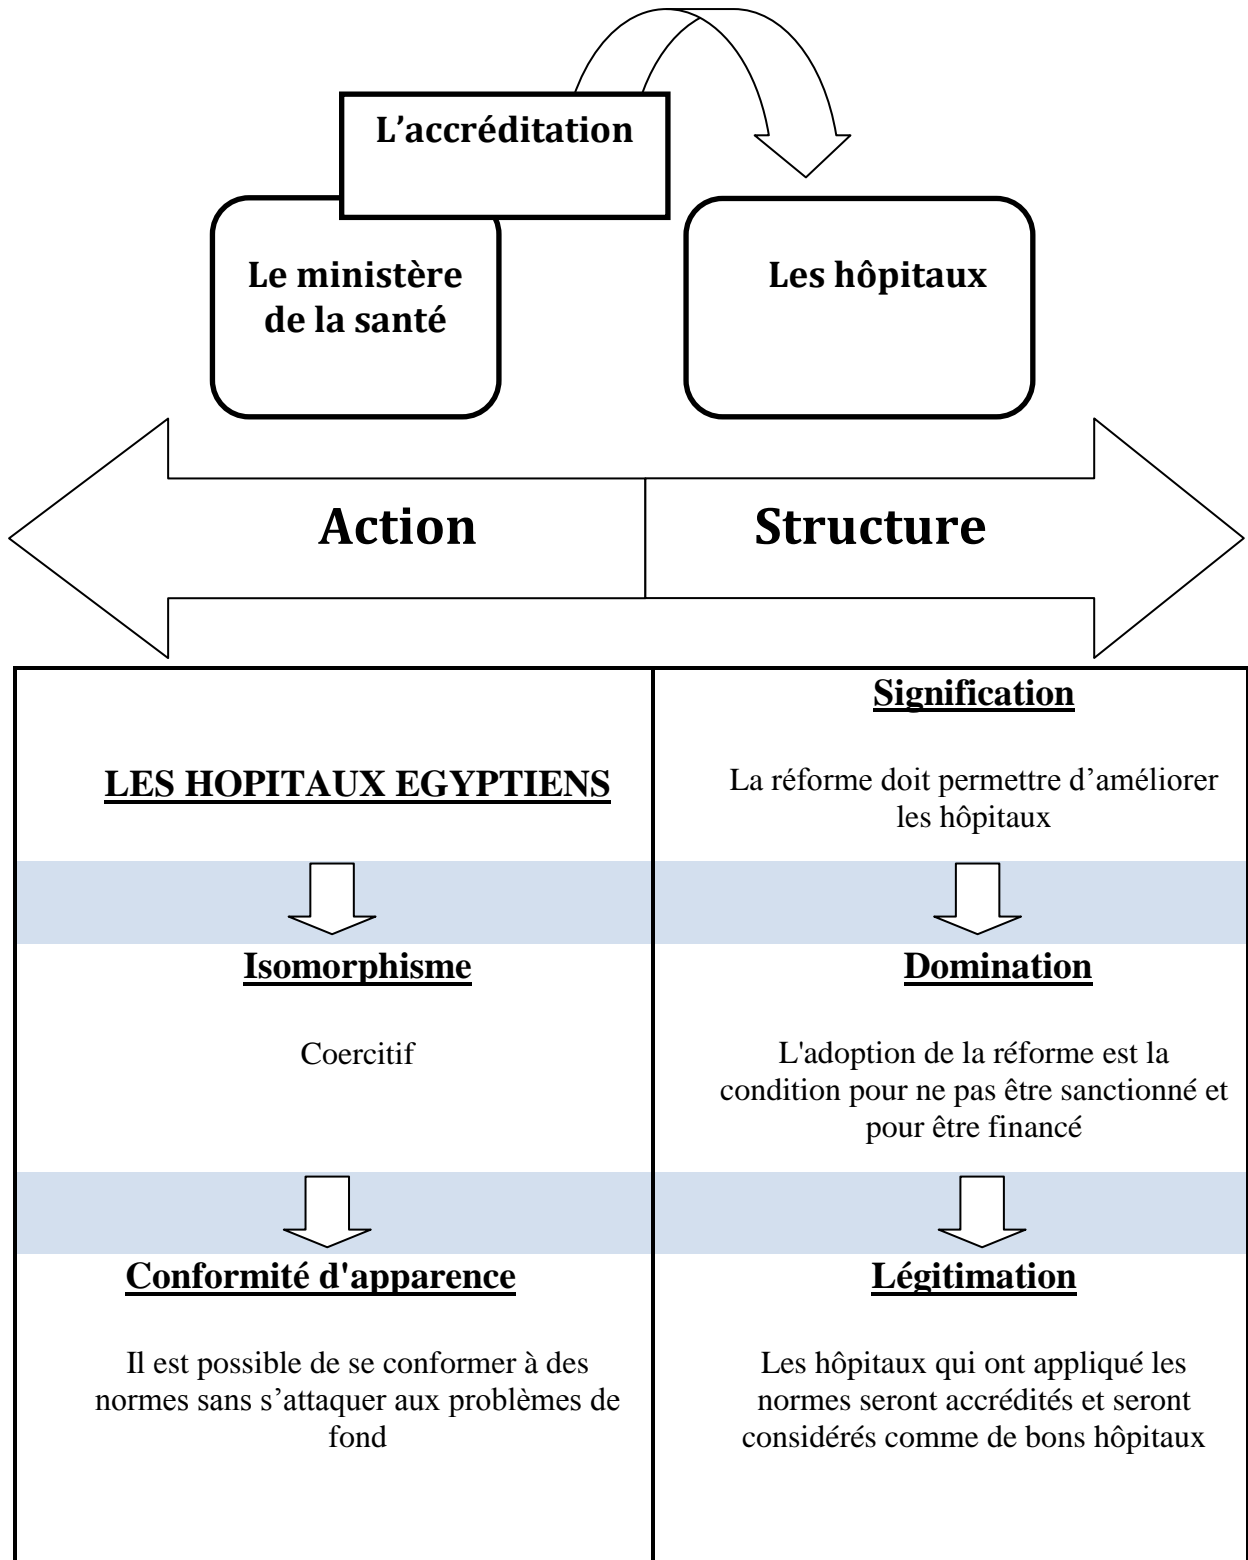 L’accréditation
Le ministère
de la santé
Les hôpitaux
Action
Structure
LES HOPITAUX EGYPTIENS
Isomorphisme
Coercitif
Conformité d'apparence
Il est possible de se conformer à des
normes sans s’attaquer aux problèmes de
fond
Signification
La réforme doit permettre d’améliorer
les hôpitaux
Domination
L'adoption de la réforme est la
condition pour ne pas être sanctionné et
pour être financé
Légitimation
Les hôpitaux qui ont appliqué les
normes seront accrédités et seront
considérés comme de bons hôpitaux